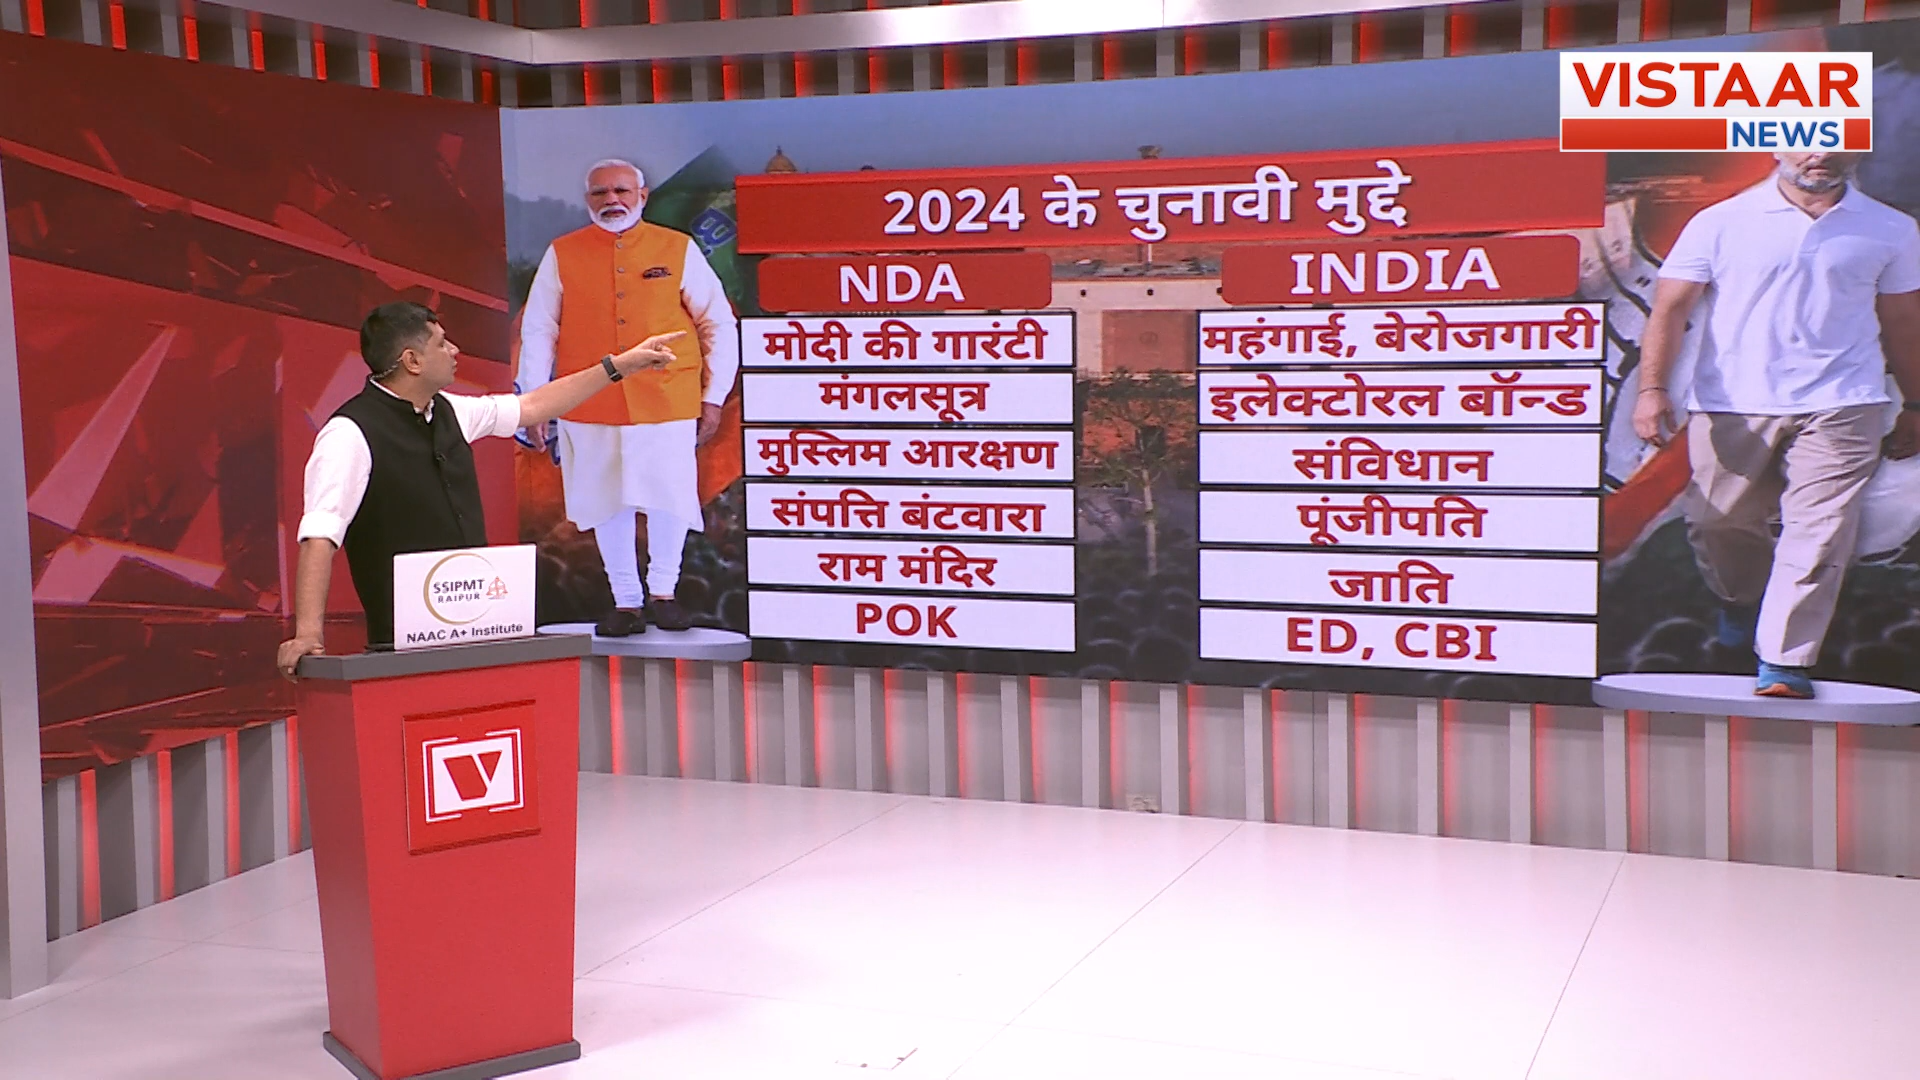 VISTAAR
NEWS
2024 के चुनावी मुद्दे
NDA
INDIA
मोदी की गारंटी
महंगाई, बेरोजगारी
मंगलसूत्र
इलेक्टोरल बॉन्ड
मुस्लिम आरक्षण
संविधान
संपत्ति बंटवारा
पूंजीपति
राम मंदिर
जाति
POK
ED, CBI
SSIPMT
RAIPUR
NAAC A+ Institute
V